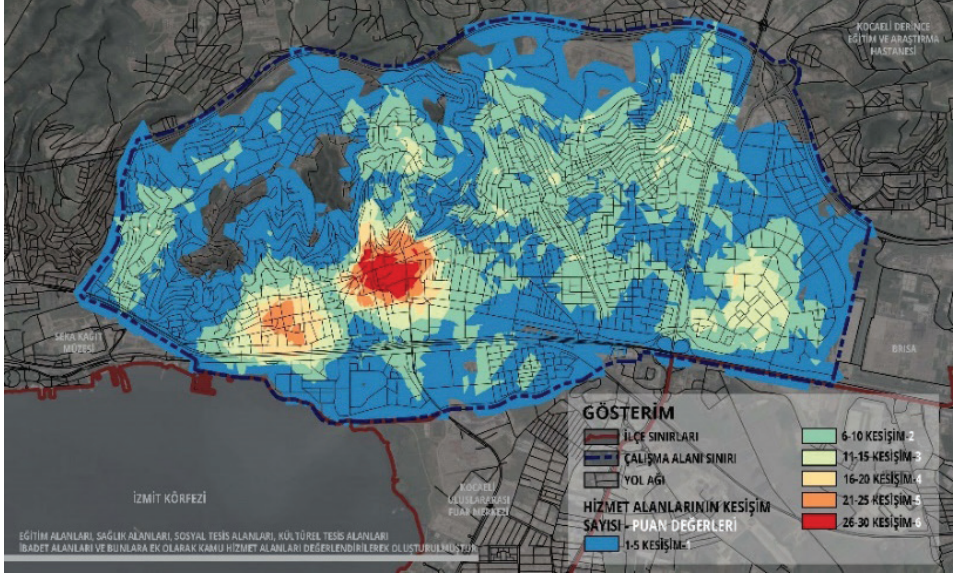 KOCAELİ DERİNCE
EĞİTİM VE ARAŞTIRMA
HASTANESİ
SEKA KAĞIT
MÜZESİ
BRISA
İZMİT KÖRFEZİ
KOCAELİ
ULUSLARARASI
FUAR MERKEZİ
EĞİTİM ALANLARI, SAĞLIK ALANLARI, SOSYAL TESİS ALANLARI, KÜLTÜREL TESİS ALANLARI
İBADET ALANLARI VE BUNLARA EK OLARAK KAMU HİZMET ALANLARI DEĞERLENDİRİLEREK OLUŞTURULMUŞTUR
GÖSTERİM
İLÇE SINIRLARI
ÇALIŞMA ALANI SINIRI
YOL AĞI
HİZMET ALANLARININ KESİŞİM
SAYISI - PUAN DEĞERLERİ
1-5 KESİŞİM-1
6-10 KESİŞİM-2
11-15 KESİŞİM-3
16-20 KESİŞİM-4
21-25 KESİŞİM-5
26-30 KESİŞİM-6